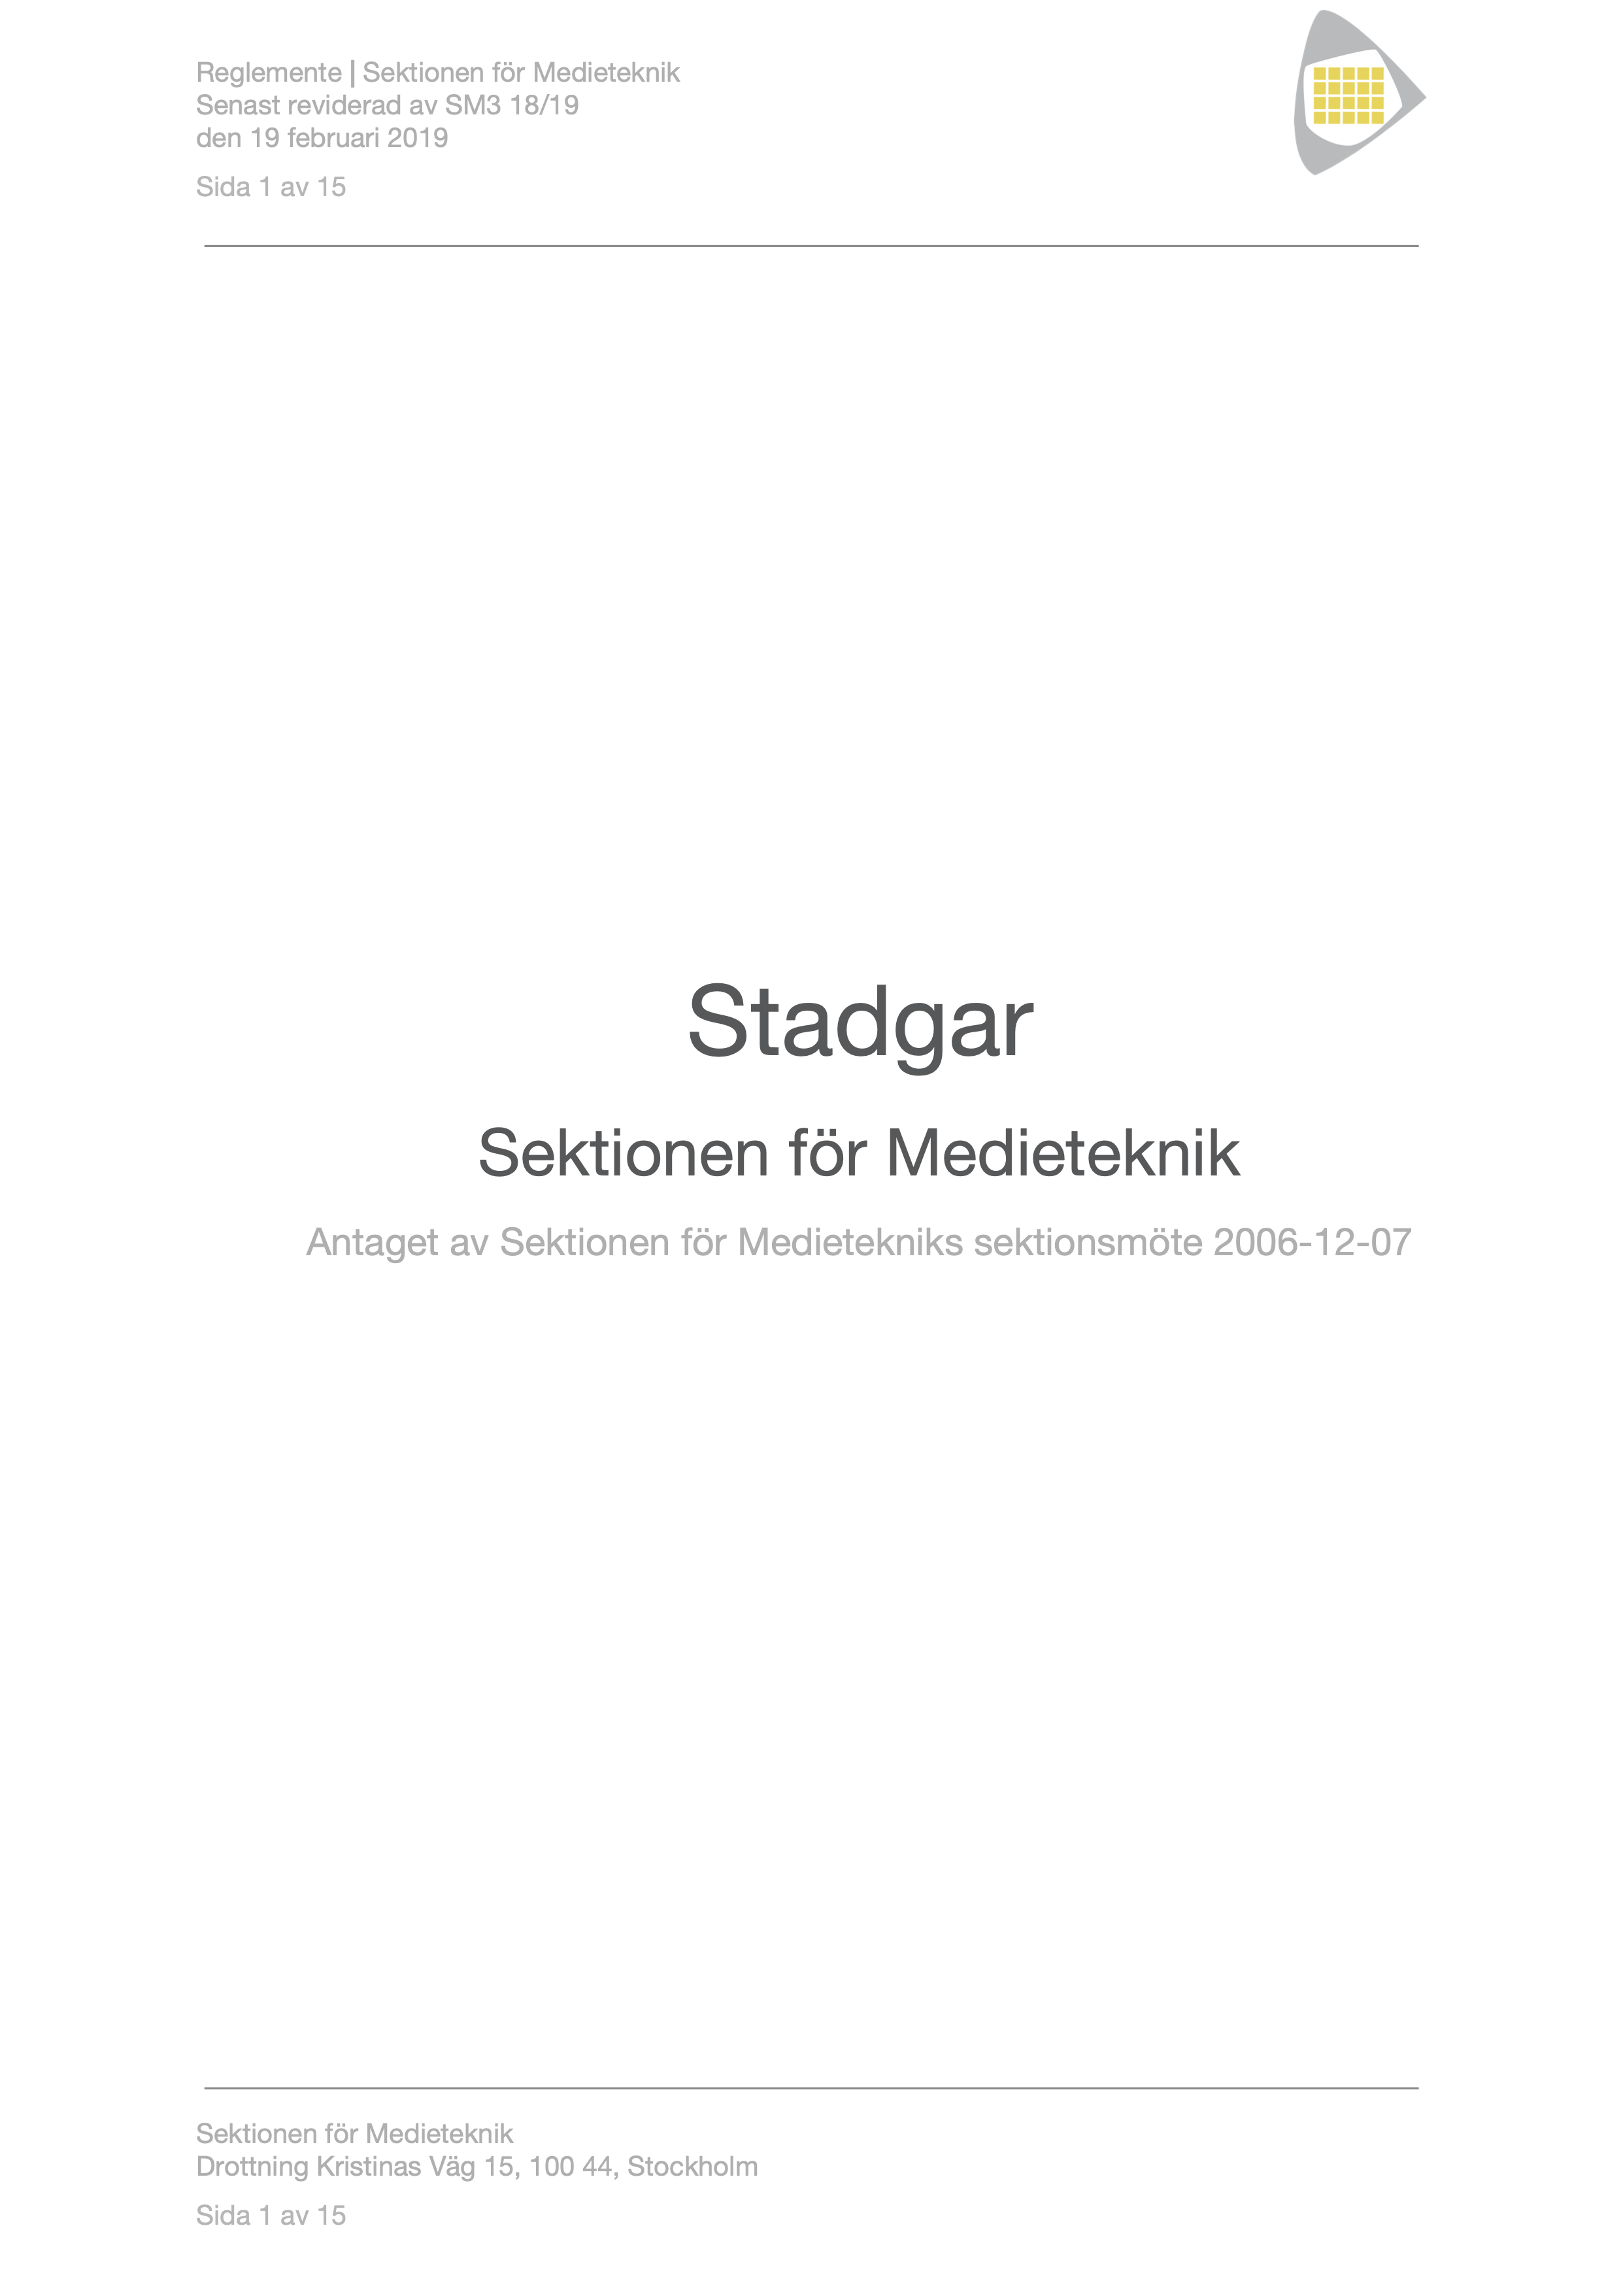 Reglemente | Sektionen för Medieteknik
Senast reviderad av SM3 18/19
den 19 februari 2019
Sida 1 av 15
Stadgar
Sektionen för Medieteknik
Antaget av Sektionen för Medietekniks sektionsmöte 2006-12-07
Sektionen för Medieteknik
Drottning Kristinas Väg 15, 100 44, Stockholm
Sida 1 av 15